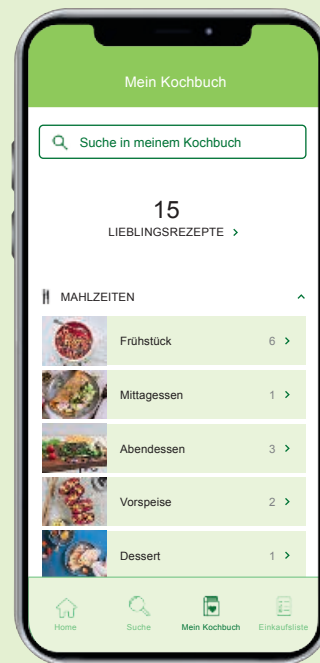 Mein Kochbuch
Suche in meinem Kochbuch
15
LIEBLINGSREZEPTE
MAHLZEITEN
Frühstück 6
Mittagessen 1
Abendessen 3
Vorspeise 2
Dessert 1
Home Suche Mein Kochbuch Einkaufsliste